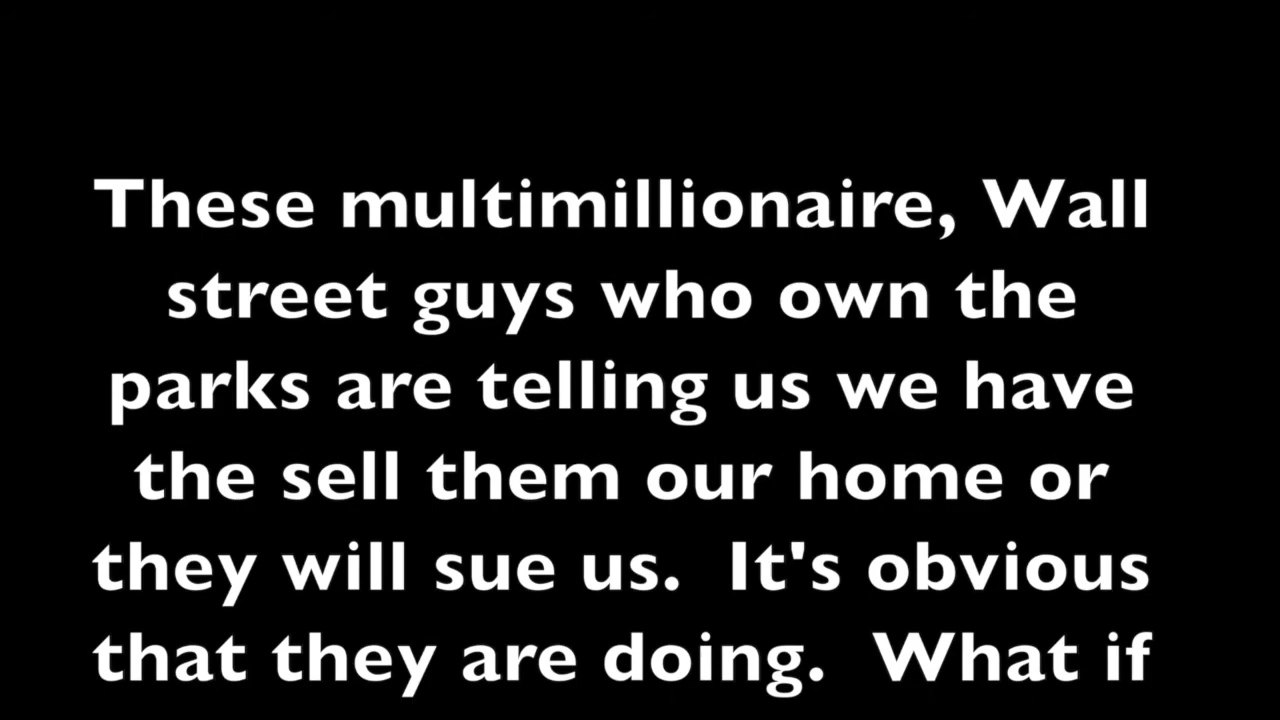 These multimillionaire, Wall
street guys who own the
parks are telling us we have
the sell them our home or
they will sue us.  It's obvious
that they are doing.  What if